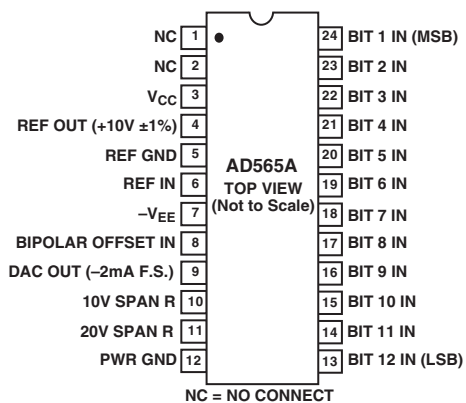 NC 1
NC 2
VCC 3
REF OUT (+10V ±1%) 4
REF GND 5
REF IN 6
–VEE 7
BIPOLAR OFFSET IN 8
DAC OUT (–2mA F.S.) 9
10V SPAN R 10
20V SPAN R 11
PWR GND 12
AD565A
TOP VIEW
(Not to Scale)
24 BIT 1 IN (MSB)
23 BIT 2 IN
22 BIT 3 IN
21 BIT 4 IN
20 BIT 5 IN
19 BIT 6 IN
18 BIT 7 IN
17 BIT 8 IN
16 BIT 9 IN
15 BIT 10 IN
14 BIT 11 IN
13 BIT 12 IN (LSB)
NC = NO CONNECT